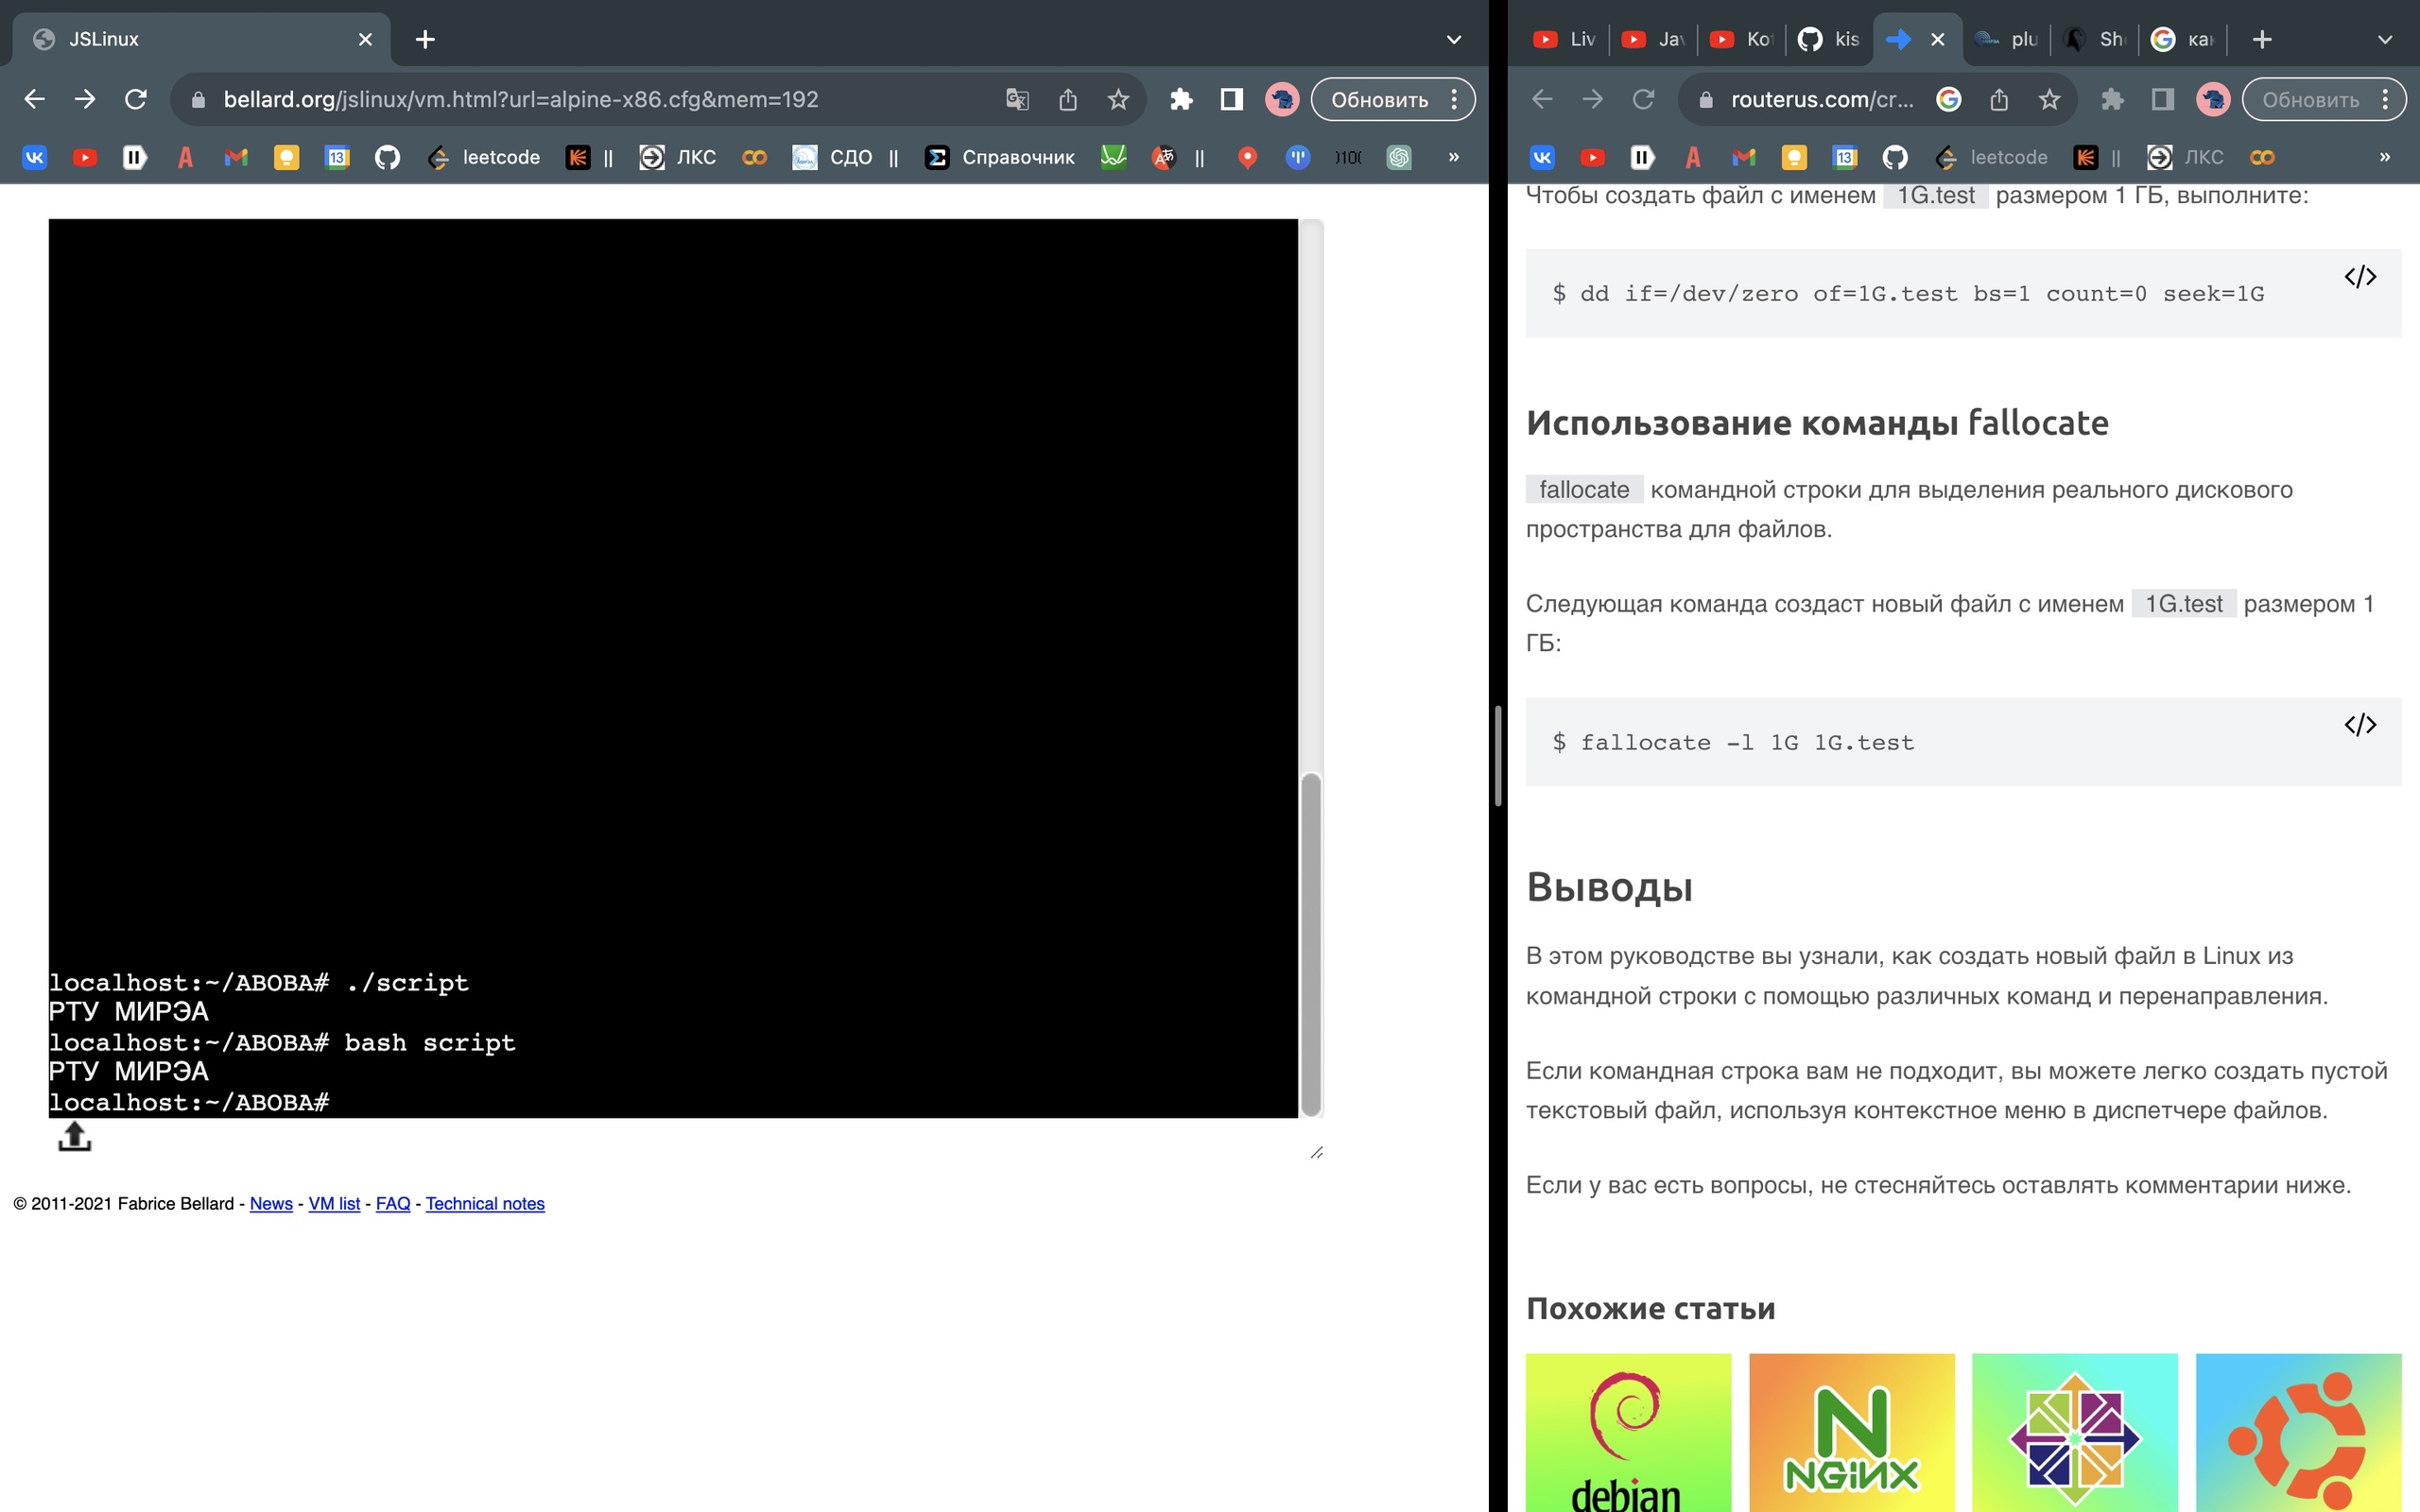 JSLinux
bellard.org/jslinux/vm.html?url=alpine-x86.cfg&mem=192
Обновить
leetcode
||
ЛКС
СДО ||
Справочник
||
»
localhost:~/ABOBA# ./script
РТУ МИРЭА
localhost:~/ABOBA# bash script
РТУ МИРЭА
localhost:~/ABOBA#
© 2011-2021 Fabrice Bellard - News - VM list - FAQ - Technical notes
Liv
Jav
Kot
kis
plu
Sh
как
routerus.com/cr...
Обновить
leetcode
||
ЛКС
»
Чтобы создать файл с именем 1G.test размером 1 ГБ, выполните:
</>
$ dd if=/dev/zero of=1G.test bs=1 count=0 seek=1G
Использование команды fallocate
fallocate командной строки для выделения реального дискового
пространства для файлов.
Следующая команда создаст новый файл с именем 1G.test размером 1
ГБ:
</>
$ fallocate -l 1G 1G.test
Выводы
В этом руководстве вы узнали, как создать новый файл в Linux из
командной строки с помощью различных команд и перенаправления.
Если командная строка вам не подходит, вы можете легко создать пустой
текстовый файл, используя контекстное меню в диспетчере файлов.
Если у вас есть вопросы, не стесняйтесь оставлять комментарии ниже.
Похожие статьи
debian
NGiNX